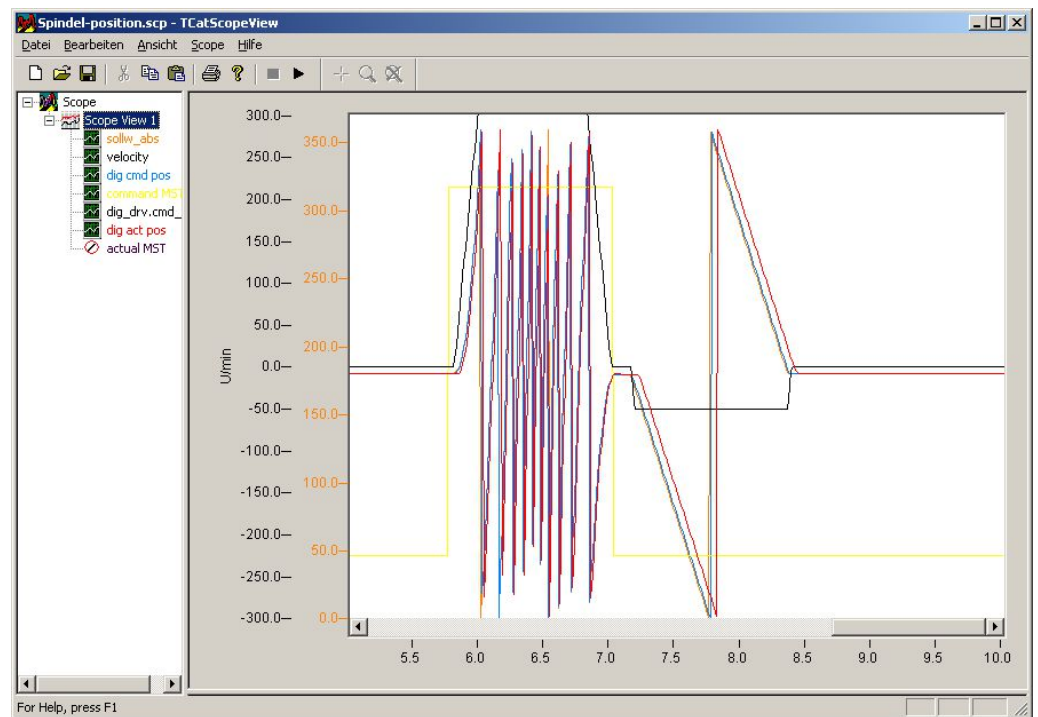 Spindel-position.scp - TCatScopeView
Datei Bearbeiten Ansicht Scope Hilfe
Scope
Scope View 1
sollw_abs
velocity
dig cmd pos
command MST
dig_drv.cmd_
dig act pos
actual MST
U/min
300.0
250.0
200.0
150.0
100.0
50.0
0.0
-50.0
-100.0
-150.0
-200.0
-250.0
-300.0
350.0
300.0
250.0
200.0
150.0
100.0
50.0
0.0
5.5 6.0 6.5 7.0 7.5 8.0 8.5 9.0 9.5 10.0
For Help, press F1